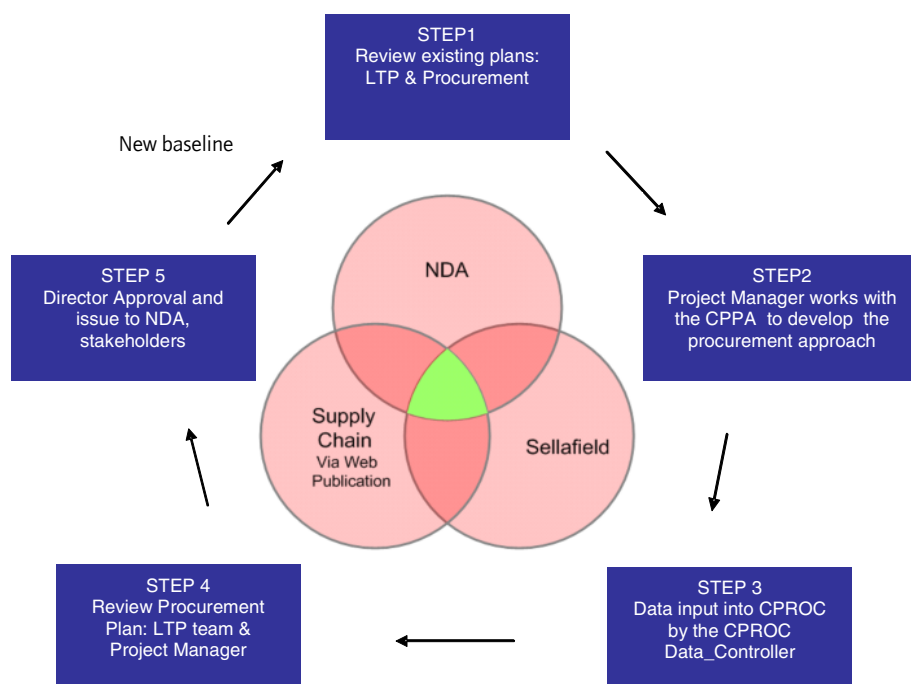 STEP1
Review existing plans:
LTP & Procurement
New baseline
STEP 5
Director Approval and
issue to NDA,
stakeholders
NDA
STEP2
Project Manager works with
the CPPA to develop the
procurement approach
Supply
Chain
Via Web
Publication
Sellafield
STEP 4
Review Procurement
Plan: LTP team &
Project Manager
STEP 3
Data input into CPROC
by the CPROC
Data_Controller